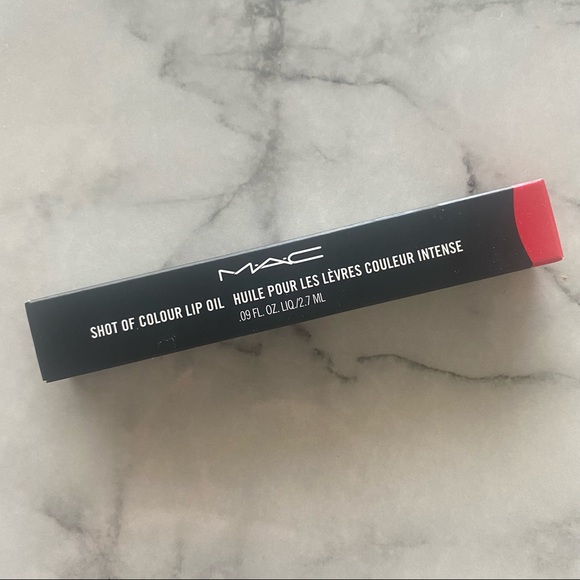 M·A·C
SHOT OF COLOUR LIP OIL HUILE POUR LES LÈVRES COULEUR INTENSE
.09 FL. OZ. LIQ./2.7 ML